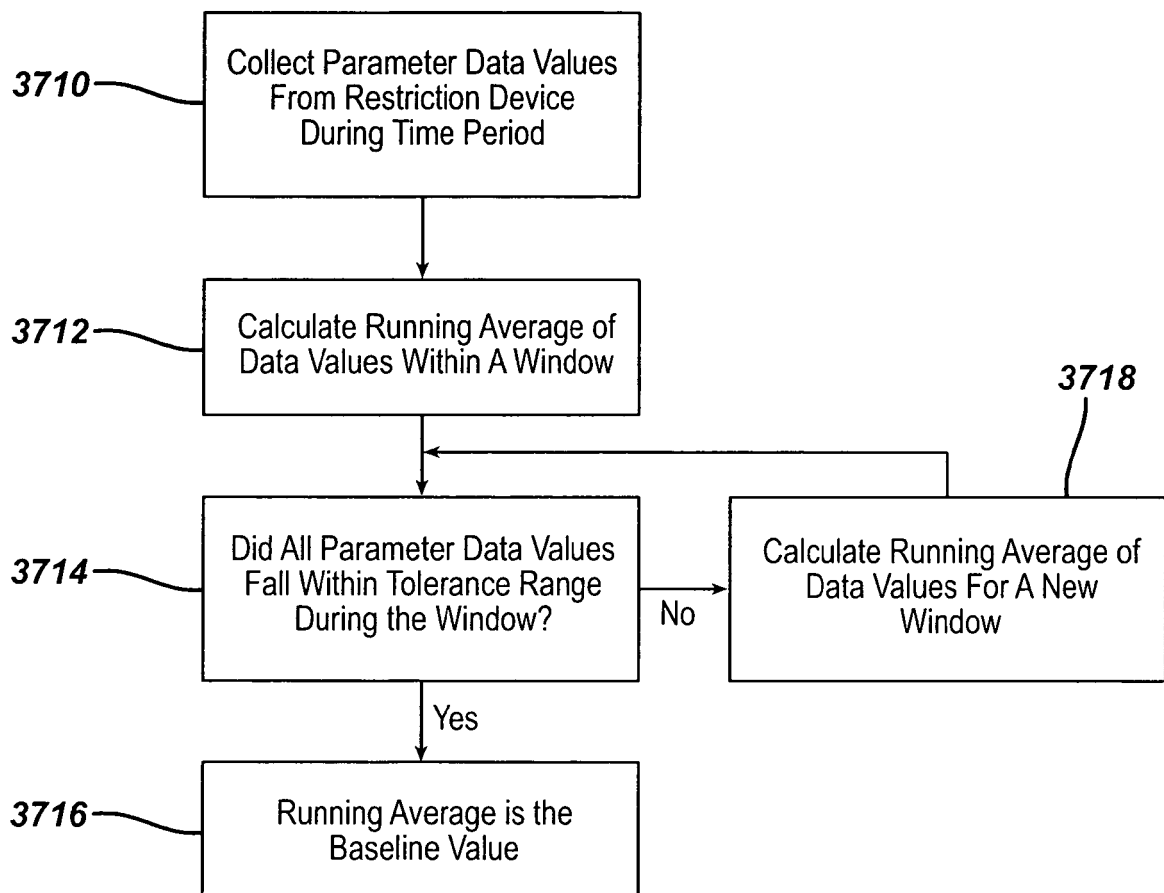 3710
Collect Parameter Data Values
From Restriction Device
During Time Period
3712
Calculate Running Average of
Data Values Within A Window
3718
3714
Did All Parameter Data Values
Fall Within Tolerance Range
During the Window?
No
Calculate Running Average of
Data Values For A New
Window
Yes
3716
Running Average is the
Baseline Value